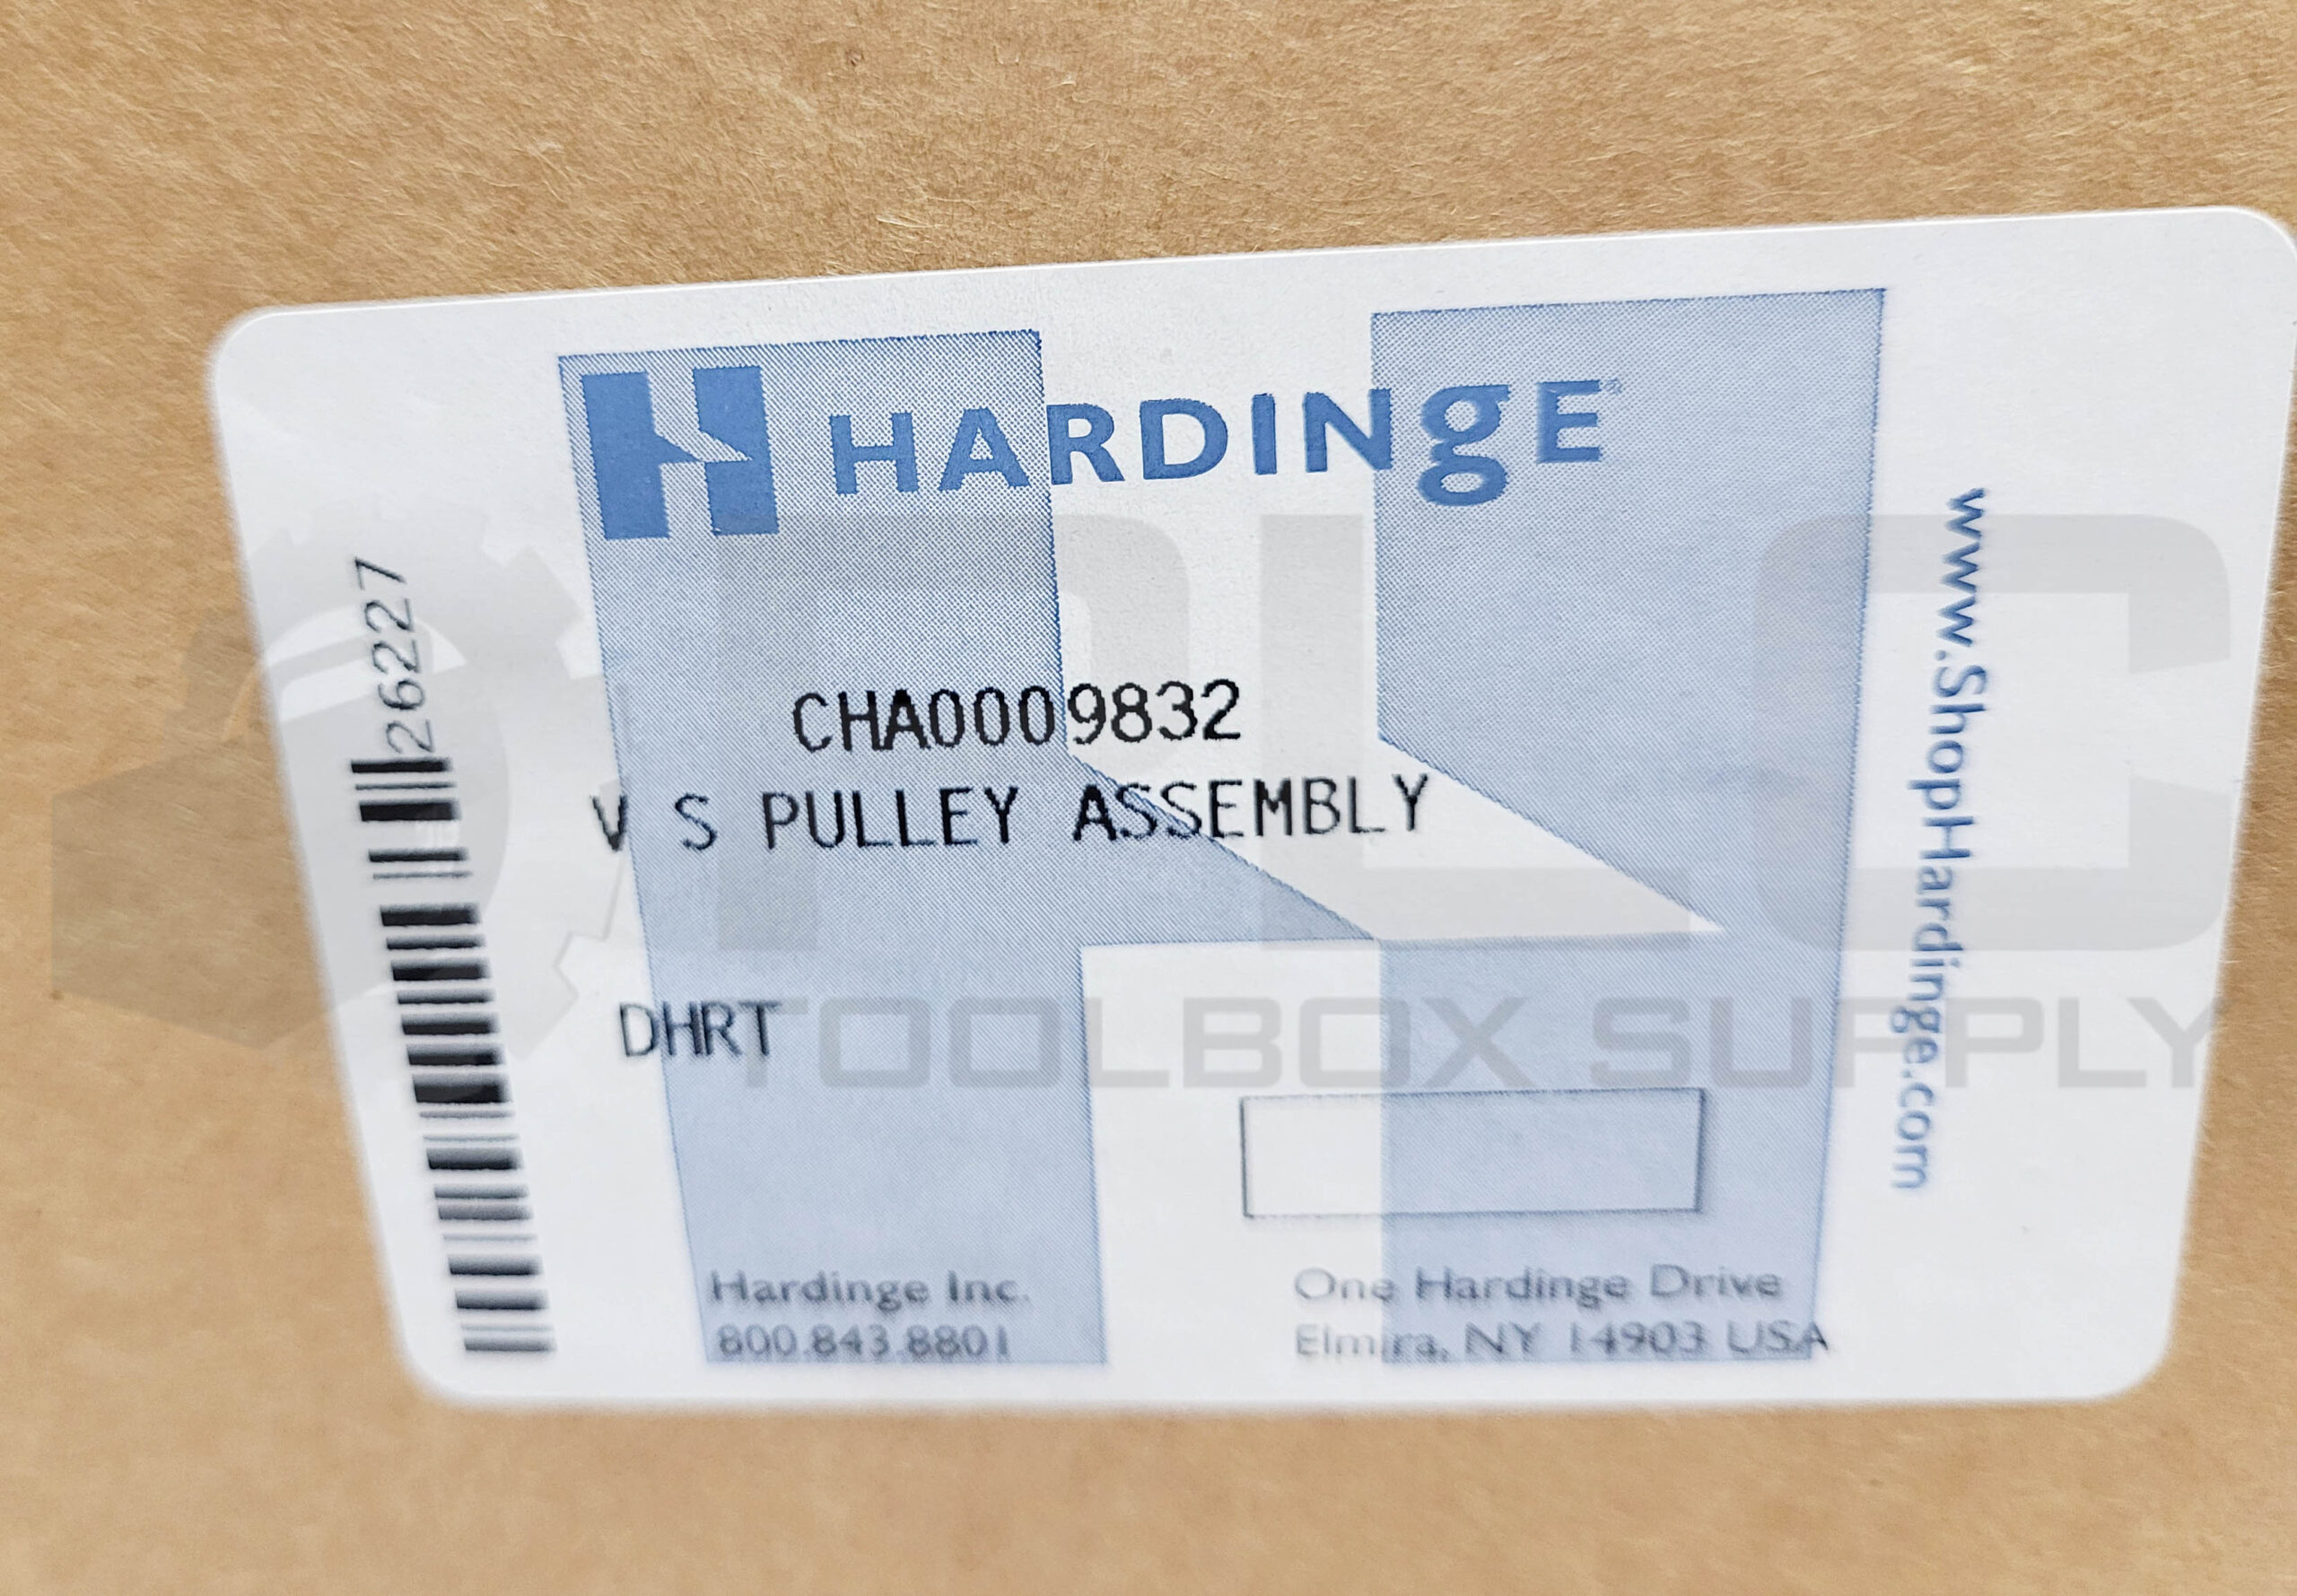 HARDINgE®
26227
CHA0009832
V S PULLEY ASSEMBLY
DHRT
Hardinge Inc.
800.843.8801
One Hardinge Drive
Elmira, NY 14903 USA
www.ShopHardinge.com
PLC
TOOLBOX SUPPLY